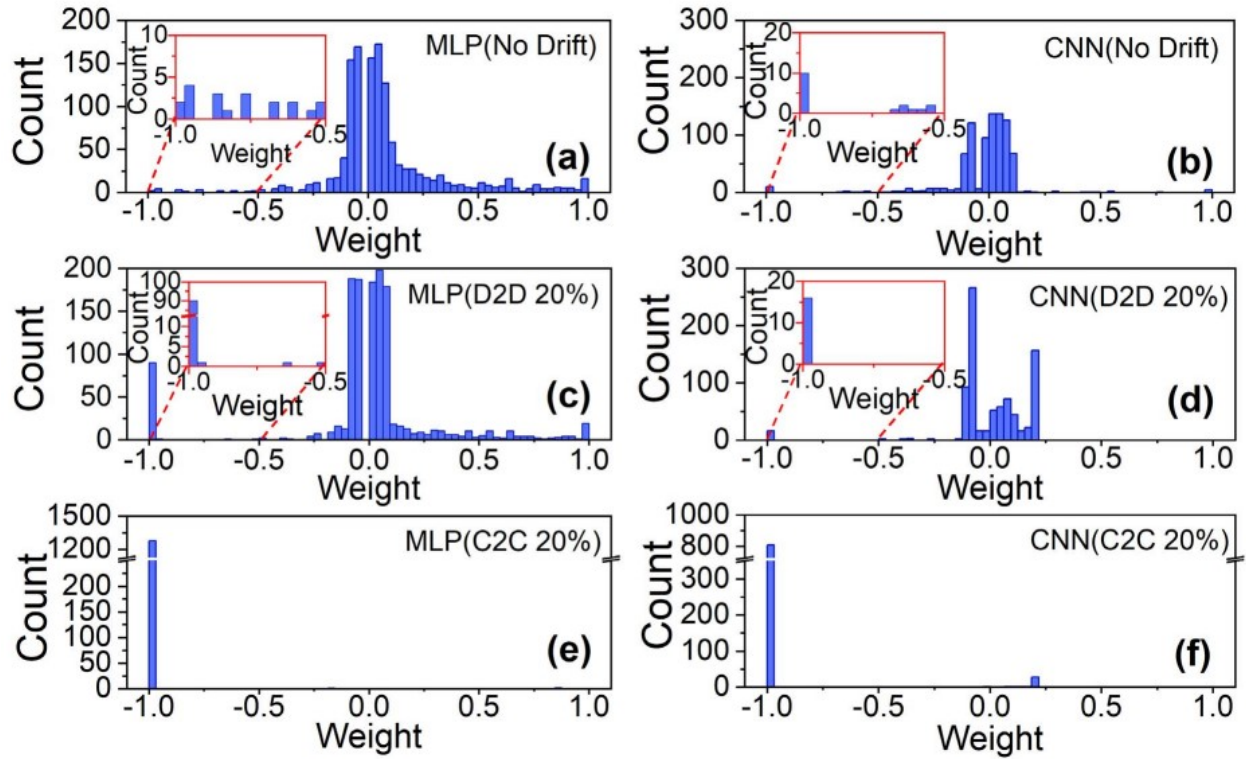 200
150
100
50
0
Count
MLP(No Drift)
10
5
0
Count
-1.0
-0.5
Weight
(a)
-1.0
-0.5
0.0
0.5
1.0
Weight
300
200
100
0
Count
CNN(No Drift)
20
10
0
Count
-1.0
-0.5
Weight
(b)
-1.0
-0.5
0.0
0.5
1.0
Weight
200
150
100
50
0
Count
MLP(D2D 20%)
100
90
10
5
0
Count
-1.0
-0.5
Weight
(c)
-1.0
-0.5
0.0
0.5
1.0
Weight
300
200
100
0
Count
CNN(D2D 20%)
20
10
0
Count
-1.0
-0.5
Weight
(d)
-1.0
-0.5
0.0
0.5
1.0
Weight
1500
1200
200
150
100
50
0
Count
MLP(C2C 20%)
(e)
-1.0
-0.5
0.0
0.5
1.0
Weight
1000
800
300
200
100
0
Count
CNN(C2C 20%)
(f)
-1.0
-0.5
0.0
0.5
1.0
Weight